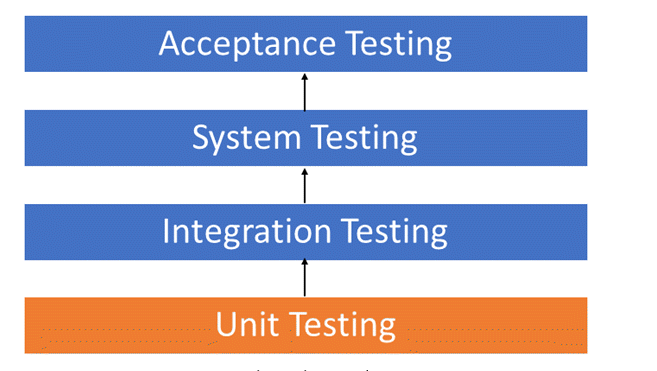 Acceptance Testing
System Testing
Integration Testing
Unit Testing